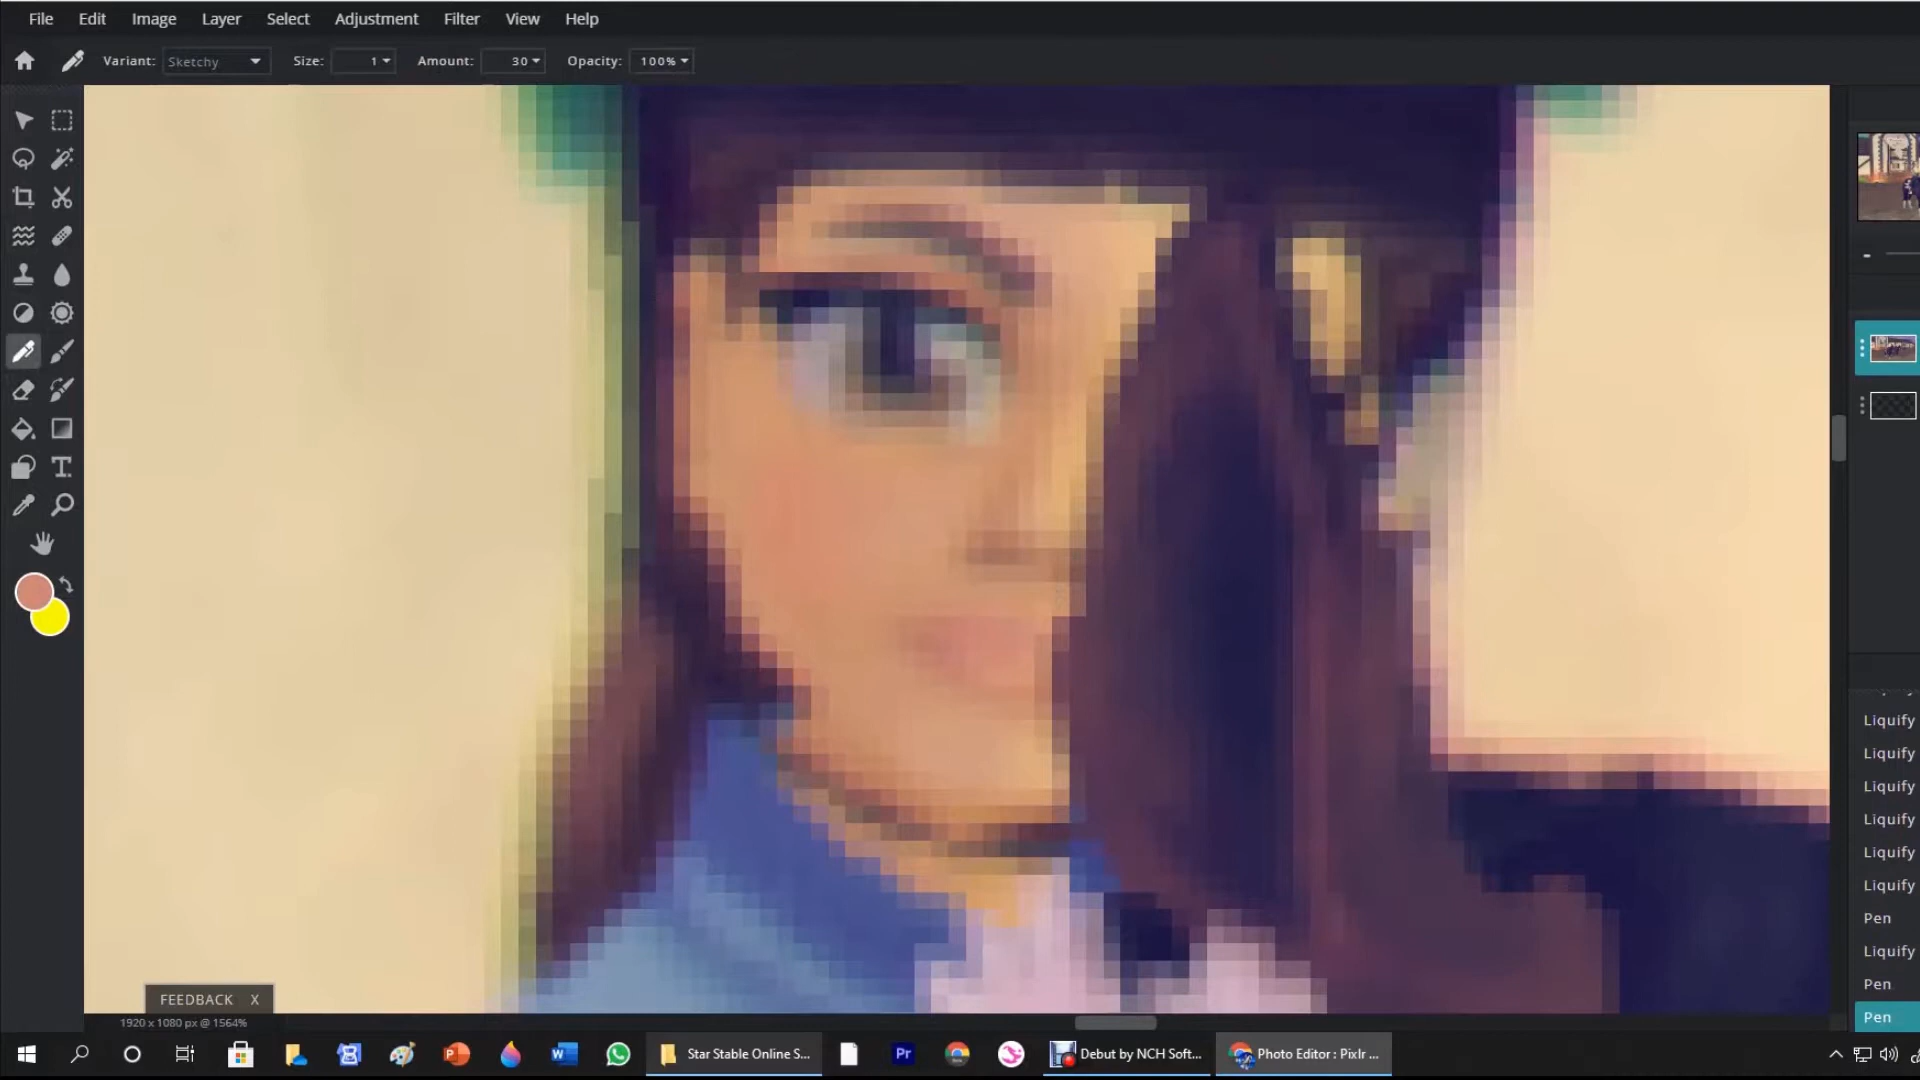 File Edit Image Layer Select Adjustment Filter View Help
Variant: Sketchy Size: 1 Amount: 30 Opacity: 100%
Liquify
Liquify
Liquify
Liquify
Liquify
Liquify
Pen
Liquify
Pen
Pen
FEEDBACK X
1920 x 1080 px @ 1564%
Star Stable Online S... Debut by NCH Soft... Photo Editor : Pixlr ...